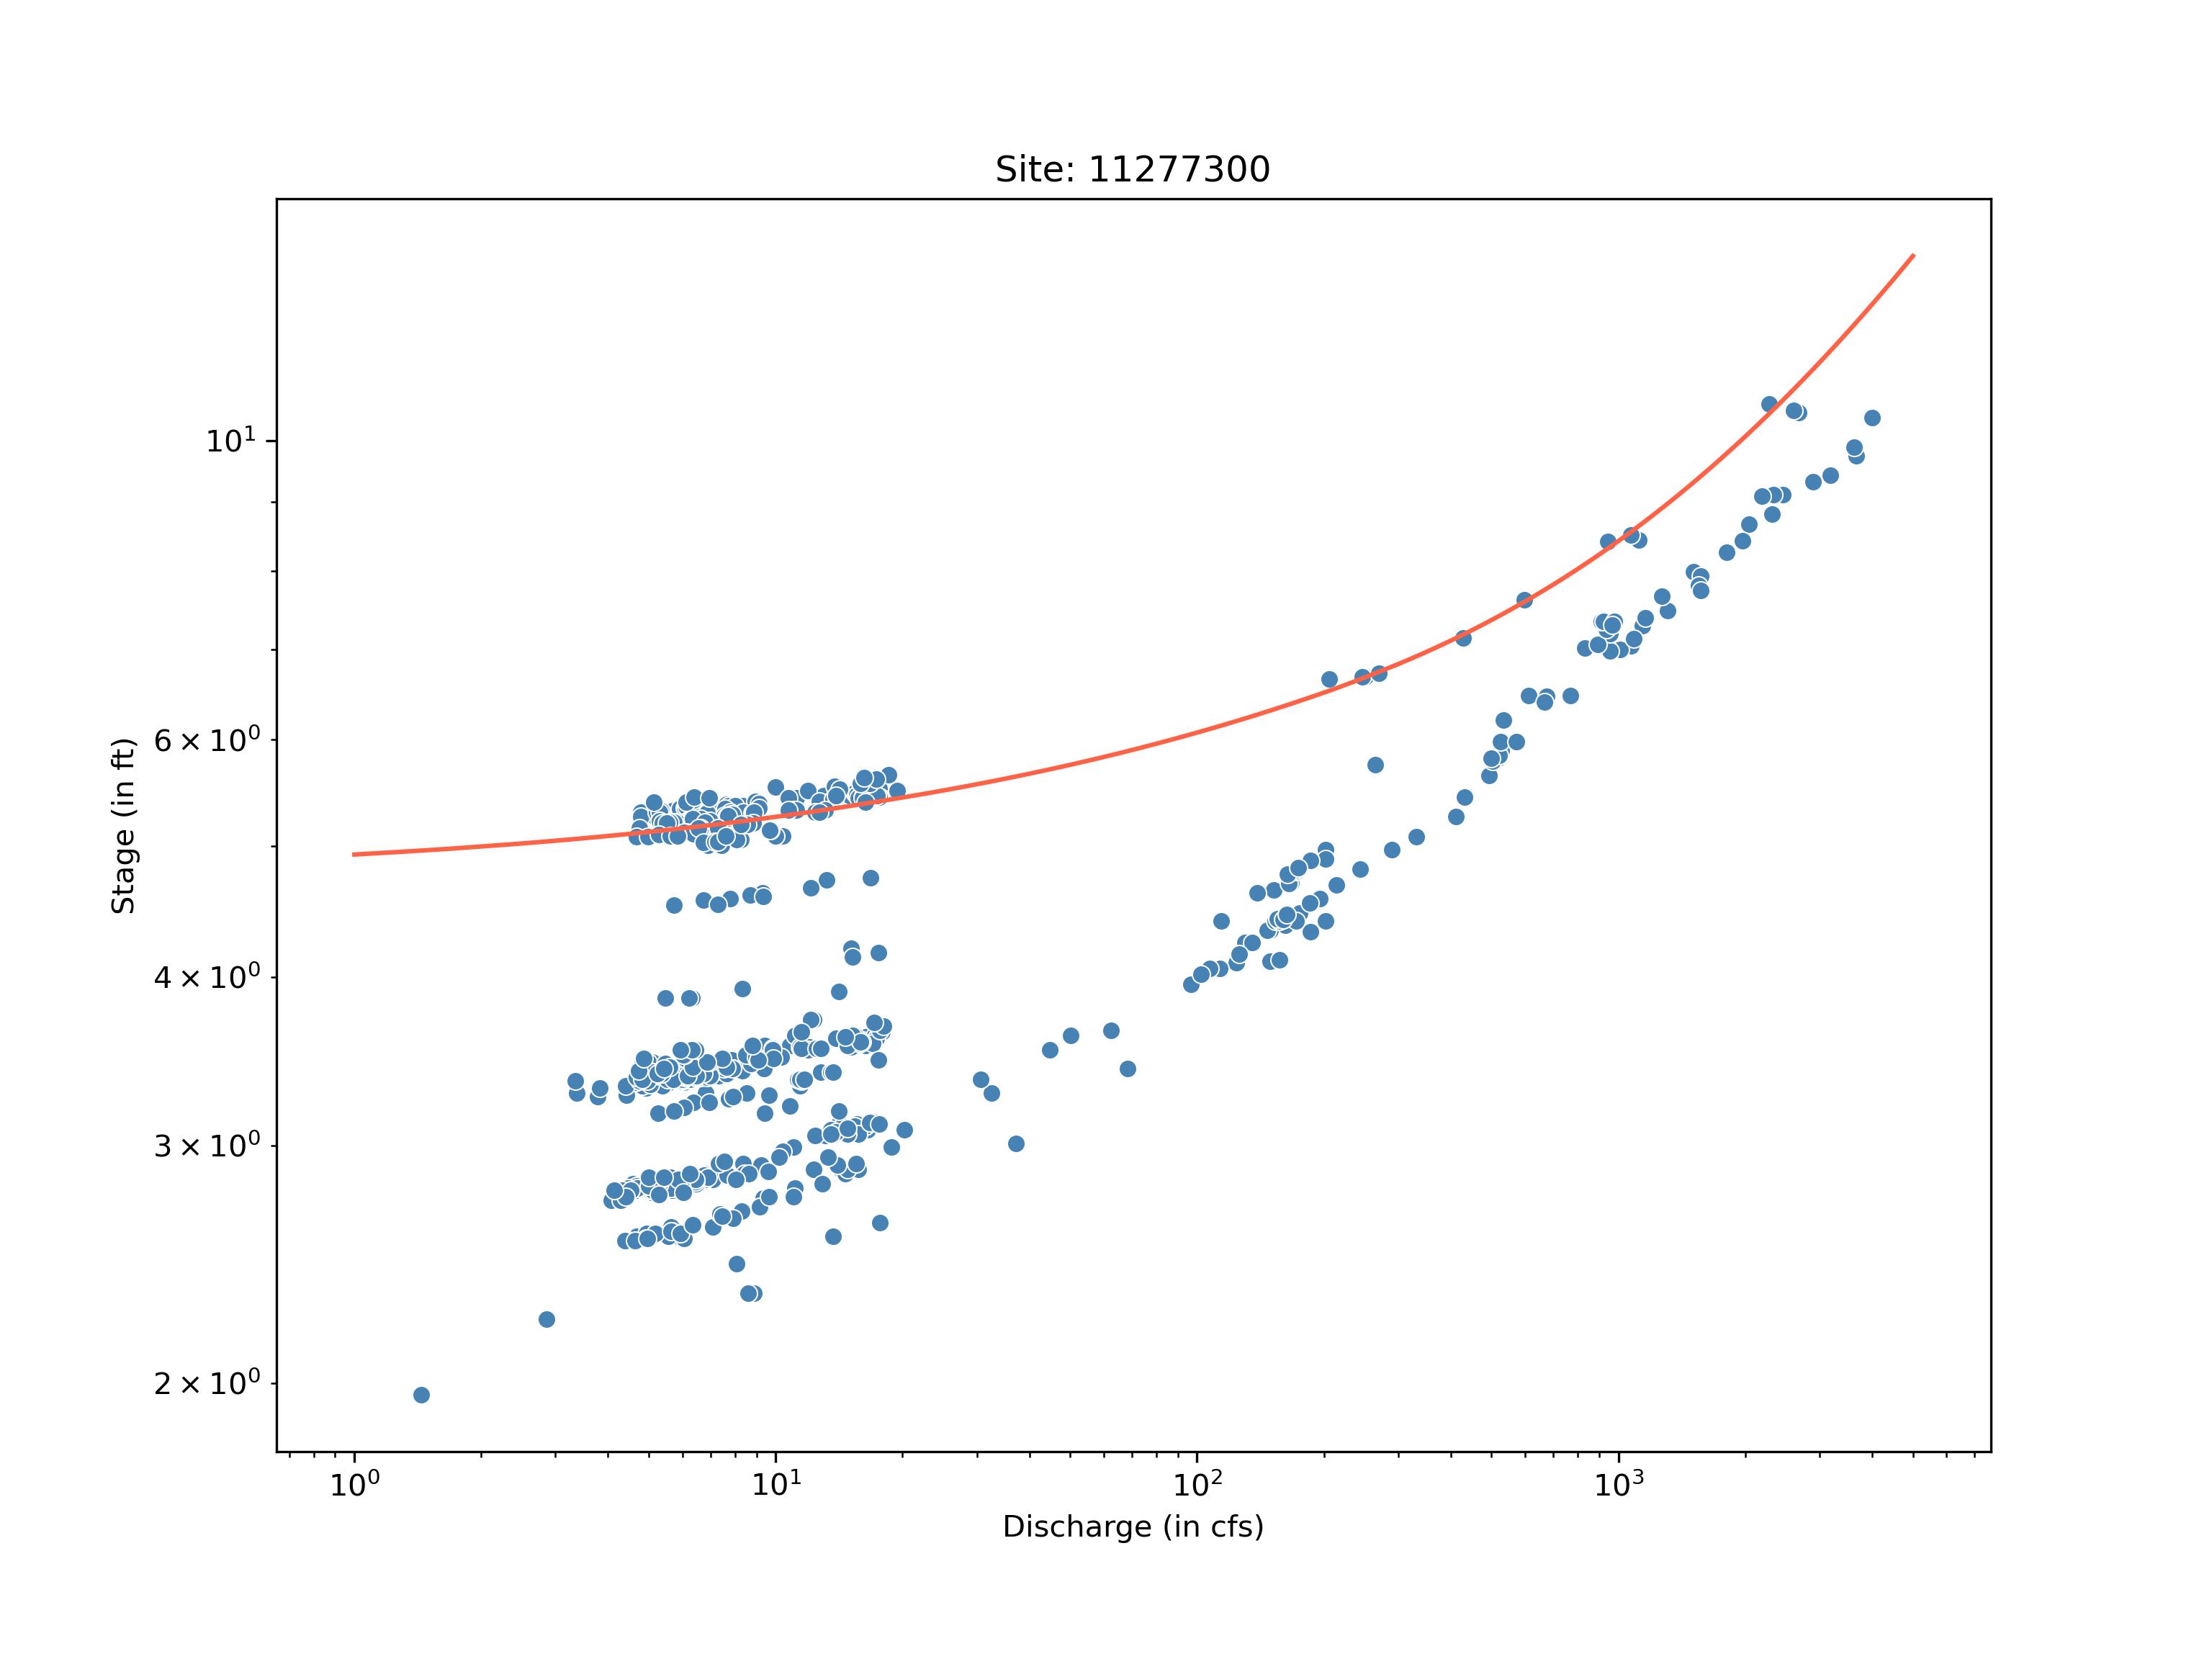 Site: 11277300
Stage (in ft)
10¹
6 × 10⁰
4 × 10⁰
3 × 10⁰
2 × 10⁰
10⁰ 10¹ 10² 10³
Discharge (in cfs)